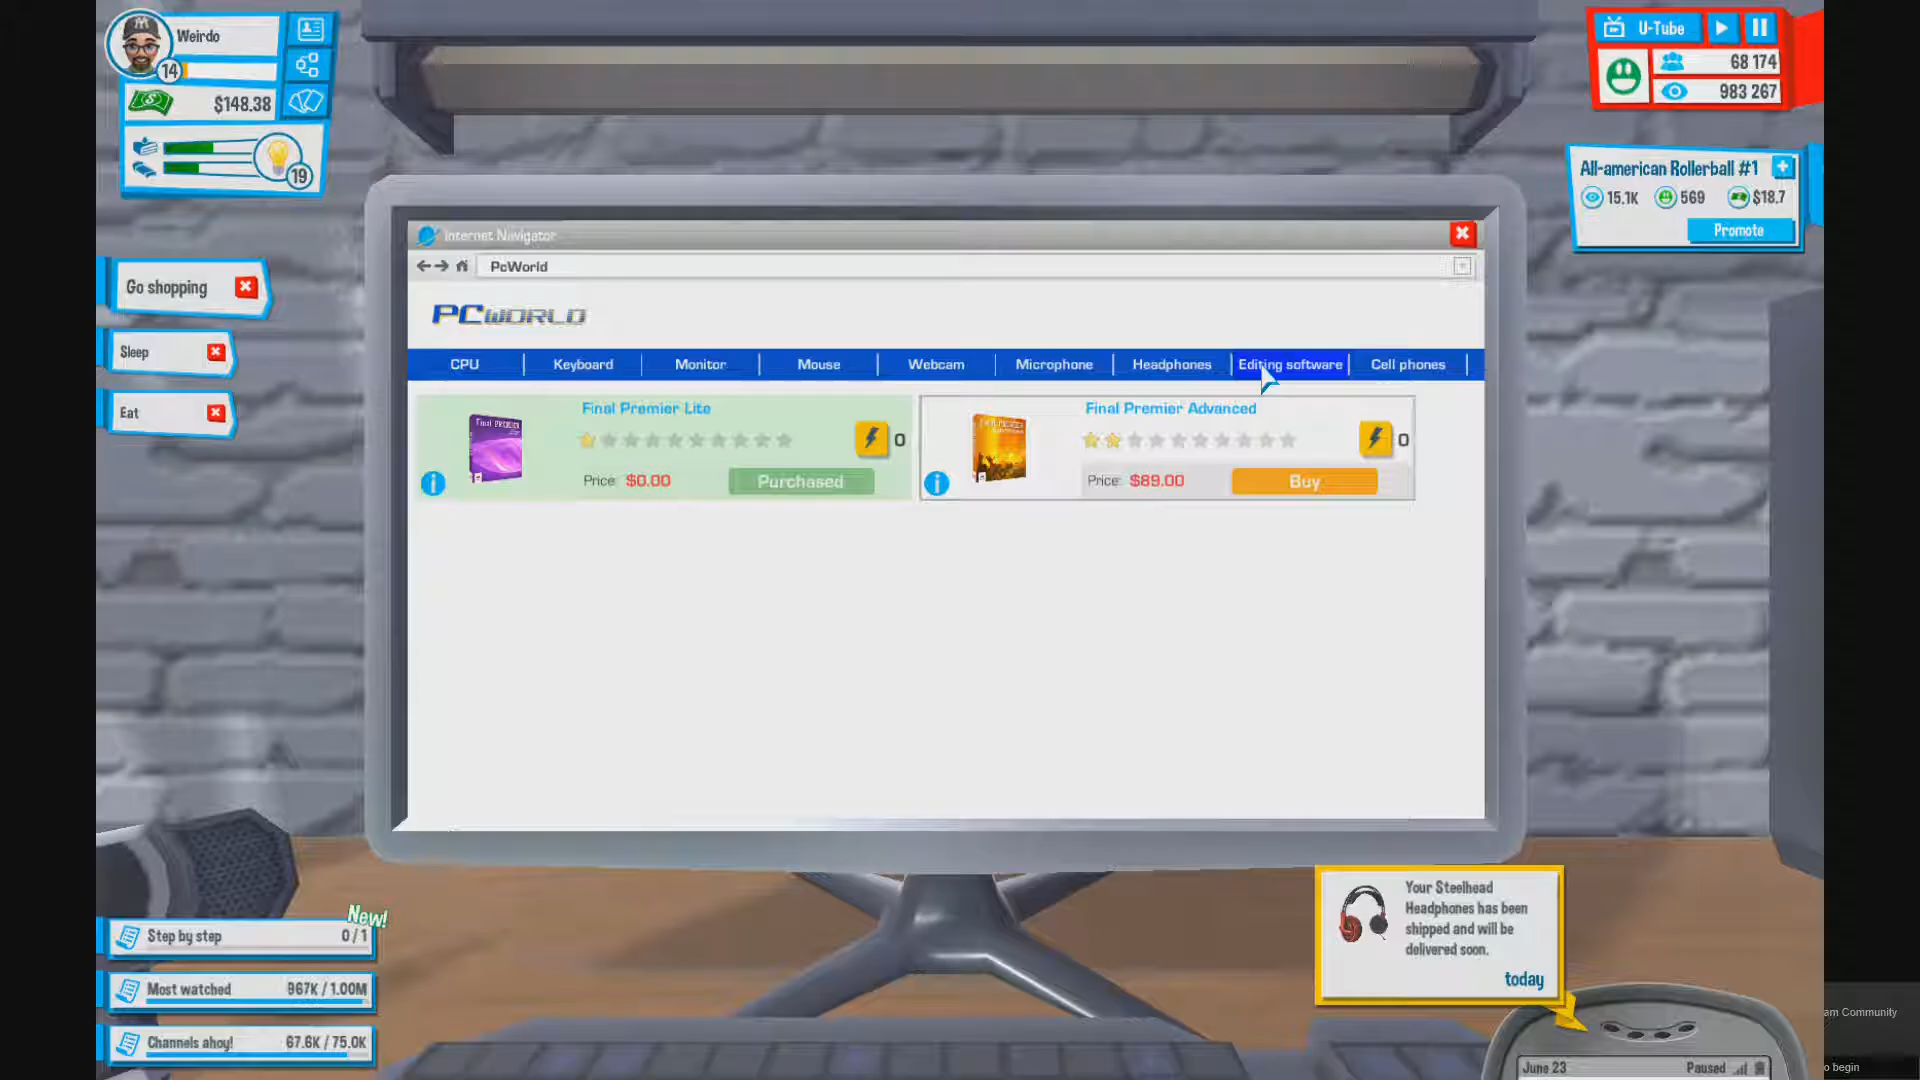 Weirdo
14
$148.38
19
U-Tube
68 174
983 267
All-american Rollerball #1
15.1K 569 $18.7
Promote
Go shopping
Sleep
Eat
Internet Navigator
PcWorld
PCWORLD
CPU Keyboard Monitor Mouse Webcam Microphone Headphones Editing software Cell phones
Final Premier Lite
0
Price: $0.00 Purchased
Final Premier Advanced
0
Price: $89.00 Buy
New!
Step by step 0 / 1
Most watched 967K / 1.00M
Channels ahoy! 67.6K / 75.0K
Your Steelhead
Headphones has been
shipped and will be
delivered soon.
today
June 23 Paused
am Community
o begin